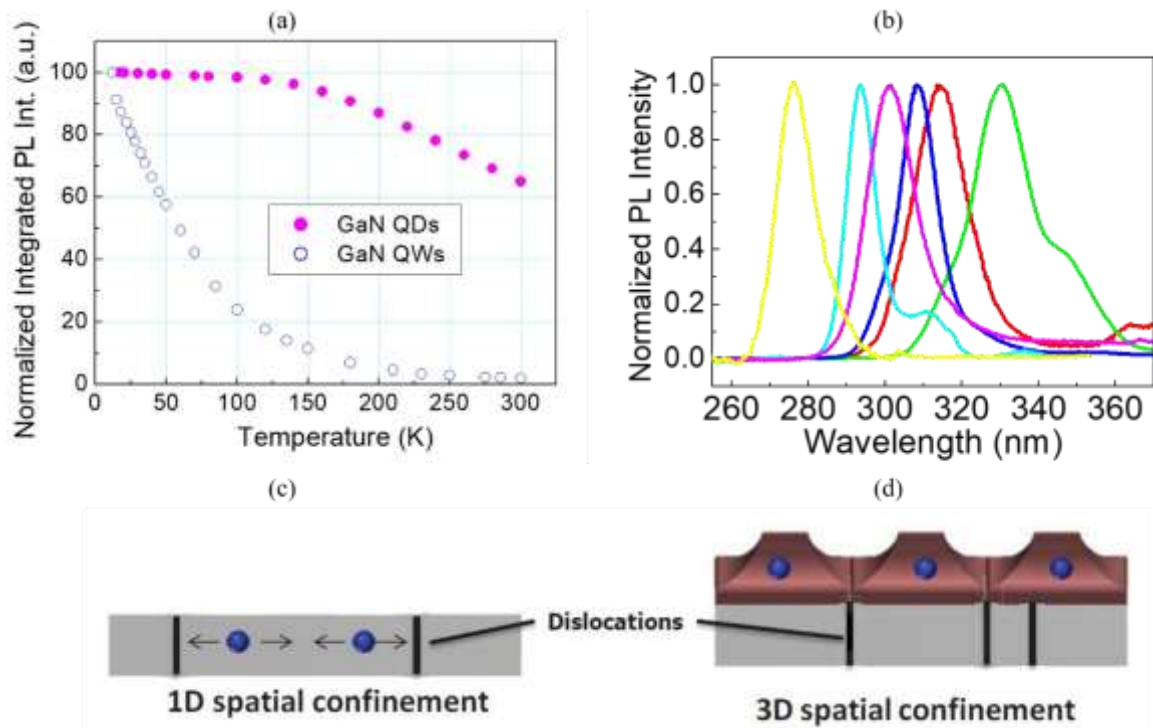 (a)
Normalized Integrated PL Int. (a.u.)
100
80
60
40
20
0
GaN QDs
GaN QWs
0 50 100 150 200 250 300
Temperature (K)
(b)
Normalized PL Intensity
1.0
0.8
0.6
0.4
0.2
0.0
260 280 300 320 340 360
Wavelength (nm)
(c)
(d)
Dislocations
1D spatial confinement
3D spatial confinement